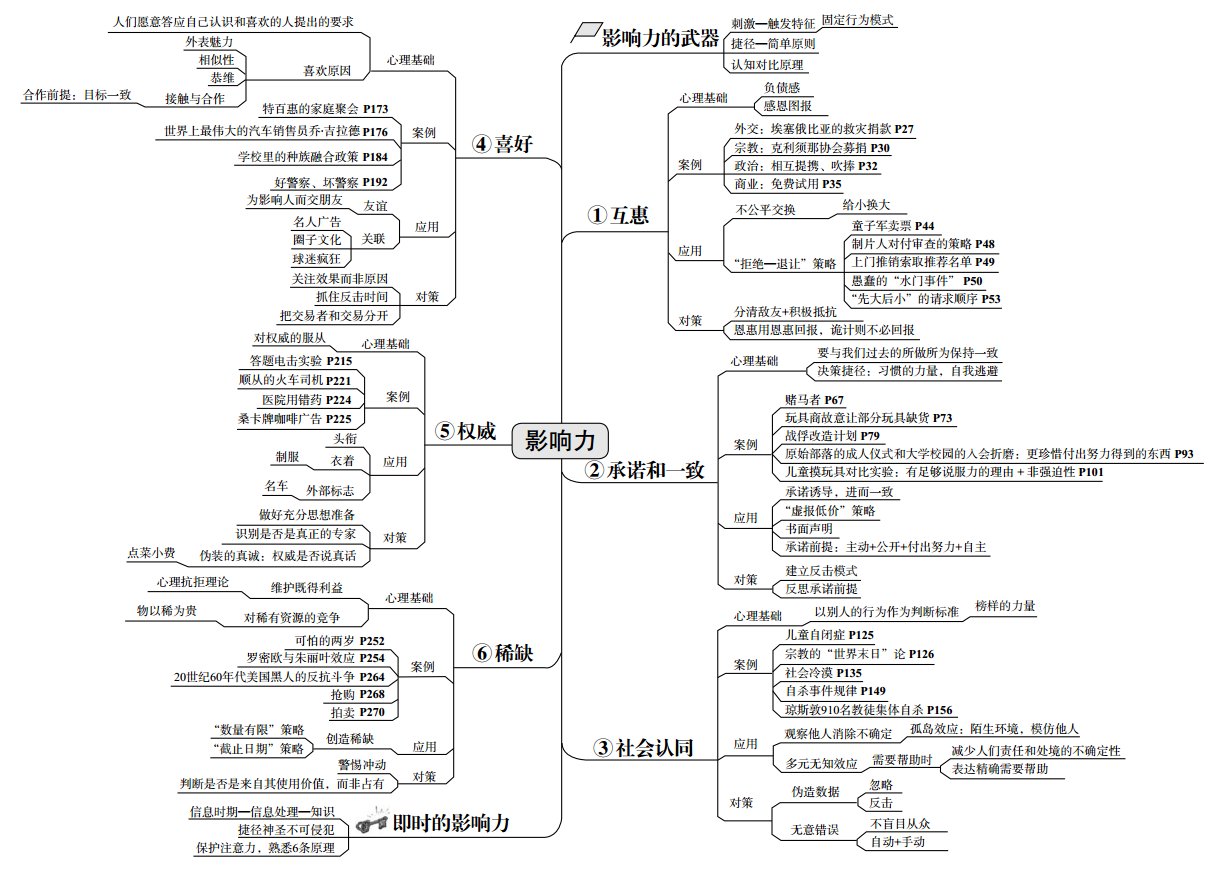 影响力
影响力的武器
刺激—触发特征
固定行为模式
捷径—简单原则
认知对比原理
①互惠
心理基础
负债感
感恩图报
案例
外交：埃塞俄比亚的救灾捐款 P27
宗教：克利须那协会募捐 P30
政治：相互提携、吹捧 P32
商业：免费试用 P35
应用
不公平交换
给小换大
“拒绝—退让”策略
童子军卖票 P44
制片人对付审查的策略 P48
上门推销索取推荐名单 P49
愚蠢的“水门事件” P50
“先大后小”的请求顺序 P53
对策
分清敌友+积极抵抗
恩惠用恩惠回报，诡计则不必回报
②承诺和一致
心理基础
要与我们过去的所做所为保持一致
决策捷径：习惯的力量，自我逃避
案例
赌马者 P67
玩具商故意让部分玩具缺货 P73
战俘改造计划 P79
原始部落的成人仪式和大学校园的入会折磨：更珍惜付出努力得到的东西 P93
儿童摸玩具对比实验：有足够说服力的理由 + 非强迫性 P101
应用
承诺诱导，进而一致
“虚报低价”策略
书面声明
承诺前提：主动+公开+付出努力+自主
对策
建立反击模式
反思承诺前提
③社会认同
心理基础
以别人的行为作为判断标准
榜样的力量
案例
儿童自闭症 P125
宗教的“世界末日”论 P126
社会冷漠 P135
自杀事件规律 P149
琼斯敦910名教徒集体自杀 P156
应用
观察他人消除不确定
孤岛效应：陌生环境，模仿他人
多元无知效应
需要帮助时
减少人们责任和处境的不确定性
表达精确需要帮助
对策
伪造数据
忽略
反击
无意错误
不盲目从众
自动+手动
④喜好
心理基础
人们愿意答应自己认识和喜欢的人提出的要求
喜欢原因
外表魅力
相似性
恭维
接触与合作
合作前提：目标一致
案例
特百惠的家庭聚会 P173
世界上最伟大的汽车销售员乔·吉拉德 P176
学校里的种族融合政策 P184
好警察、坏警察 P192
应用
友谊
为影响人而交朋友
关联
名人广告
圈子文化
球迷疯狂
对策
关注效果而非原因
抓住反击时间
把交易者和交易分开
⑤权威
心理基础
对权威的服从
案例
答题电击实验 P215
顺从的火车司机 P221
医院用错药 P224
桑卡牌咖啡广告 P225
应用
头衔
衣着
制服
外部标志
名车
对策
做好充分思想准备
识别是否是真正的专家
伪装的真诚：权威是否说真话
点菜小费
⑥稀缺
心理基础
维护既得利益
心理抗拒理论
对稀有资源的竞争
物以稀为贵
案例
可怕的两岁 P252
罗密欧与朱丽叶效应 P254
20世纪60年代美国黑人的反抗斗争 P264
抢购 P268
拍卖 P270
应用
创造稀缺
“数量有限”策略
“截止日期”策略
对策
警惕冲动
判断是否是来自其使用价值，而非占有
即时的影响力
信息时期—信息处理—知识
捷径神圣不可侵犯
保护注意力，熟悉6条原理